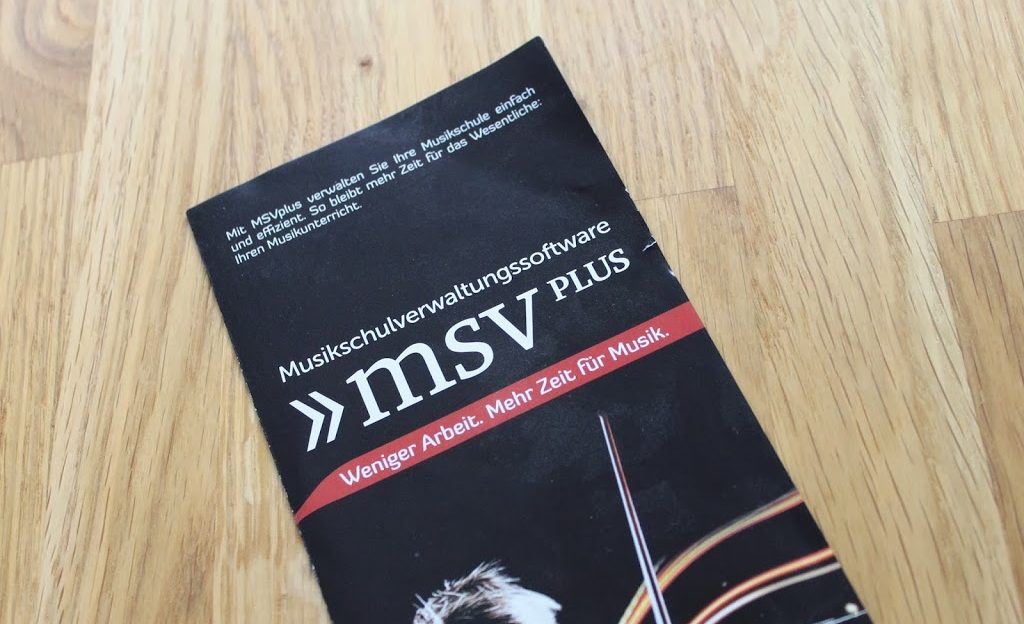 Mit MSVplus verwalten Sie Ihre Musikschule einfach
und effizient. So bleibt mehr Zeit für das Wesentliche:
Ihren Musikunterricht.
Musikschulverwaltungssoftware
»msv PLUS
Weniger Arbeit. Mehr Zeit für Musik.